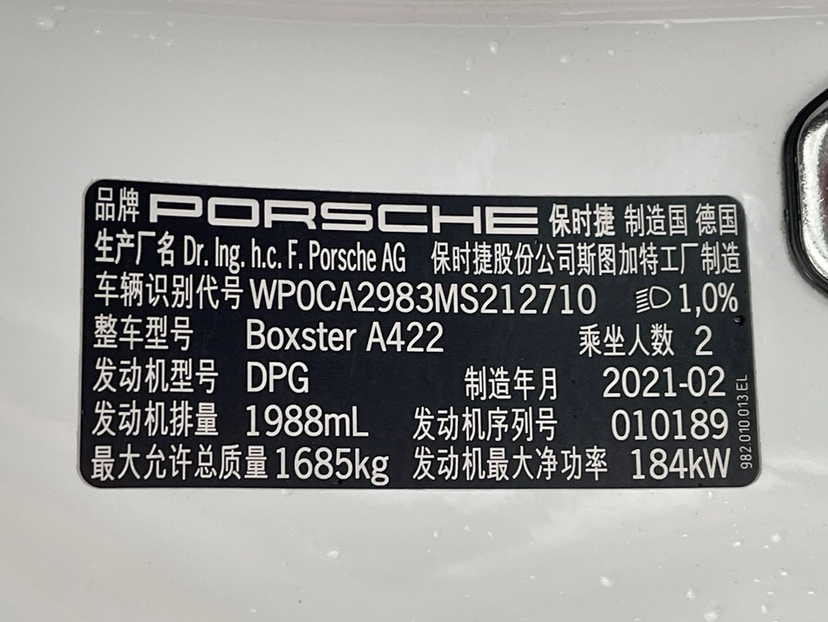 品牌 PORSCHE 保时捷 制造国 德国
生产厂名 Dr. Ing. h.c. F. Porsche AG 保时捷股份公司斯图加特工厂制造
车辆识别代号 WP0CA2983MS212710 1,0%
整车型号 Boxster A422 乘坐人数 2
发动机型号 DPG 制造年月 2021-02
发动机排量 1988mL 发动机序列号 010189
最大允许总质量 1685kg 发动机最大净功率 184kW
982.010.013.EL